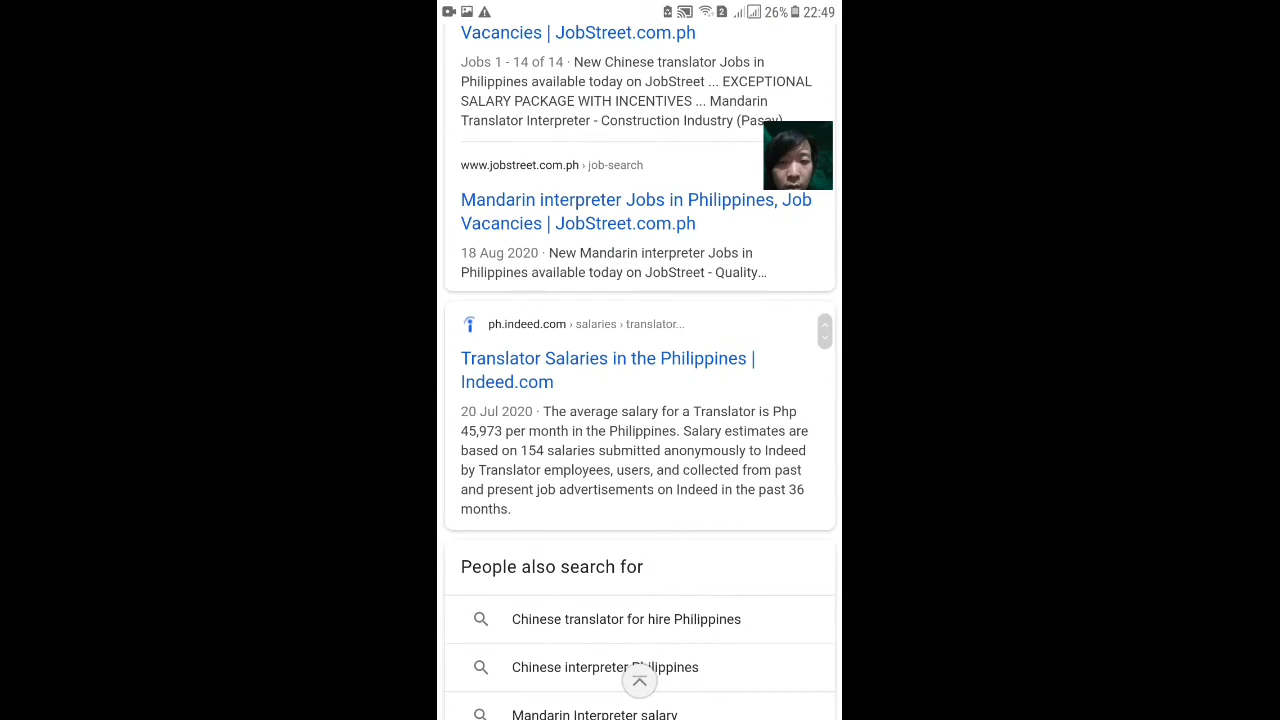 26% 22:49
Vacancies | JobStreet.com.ph
Jobs 1 - 14 of 14 · New Chinese translator Jobs in
Philippines available today on JobStreet ... EXCEPTIONAL
SALARY PACKAGE WITH INCENTIVES ... Mandarin
Translator Interpreter - Construction Industry (Pasay)
www.jobstreet.com.ph › job-search
Mandarin interpreter Jobs in Philippines, Job
Vacancies | JobStreet.com.ph
18 Aug 2020 · New Mandarin interpreter Jobs in
Philippines available today on JobStreet - Quality...
ph.indeed.com › salaries › translator...
Translator Salaries in the Philippines |
Indeed.com
20 Jul 2020 · The average salary for a Translator is Php
45,973 per month in the Philippines. Salary estimates are
based on 154 salaries submitted anonymously to Indeed
by Translator employees, users, and collected from past
and present job advertisements on Indeed in the past 36
months.
People also search for
Chinese translator for hire Philippines
Chinese interpreter Philippines
Mandarin Interpreter salary